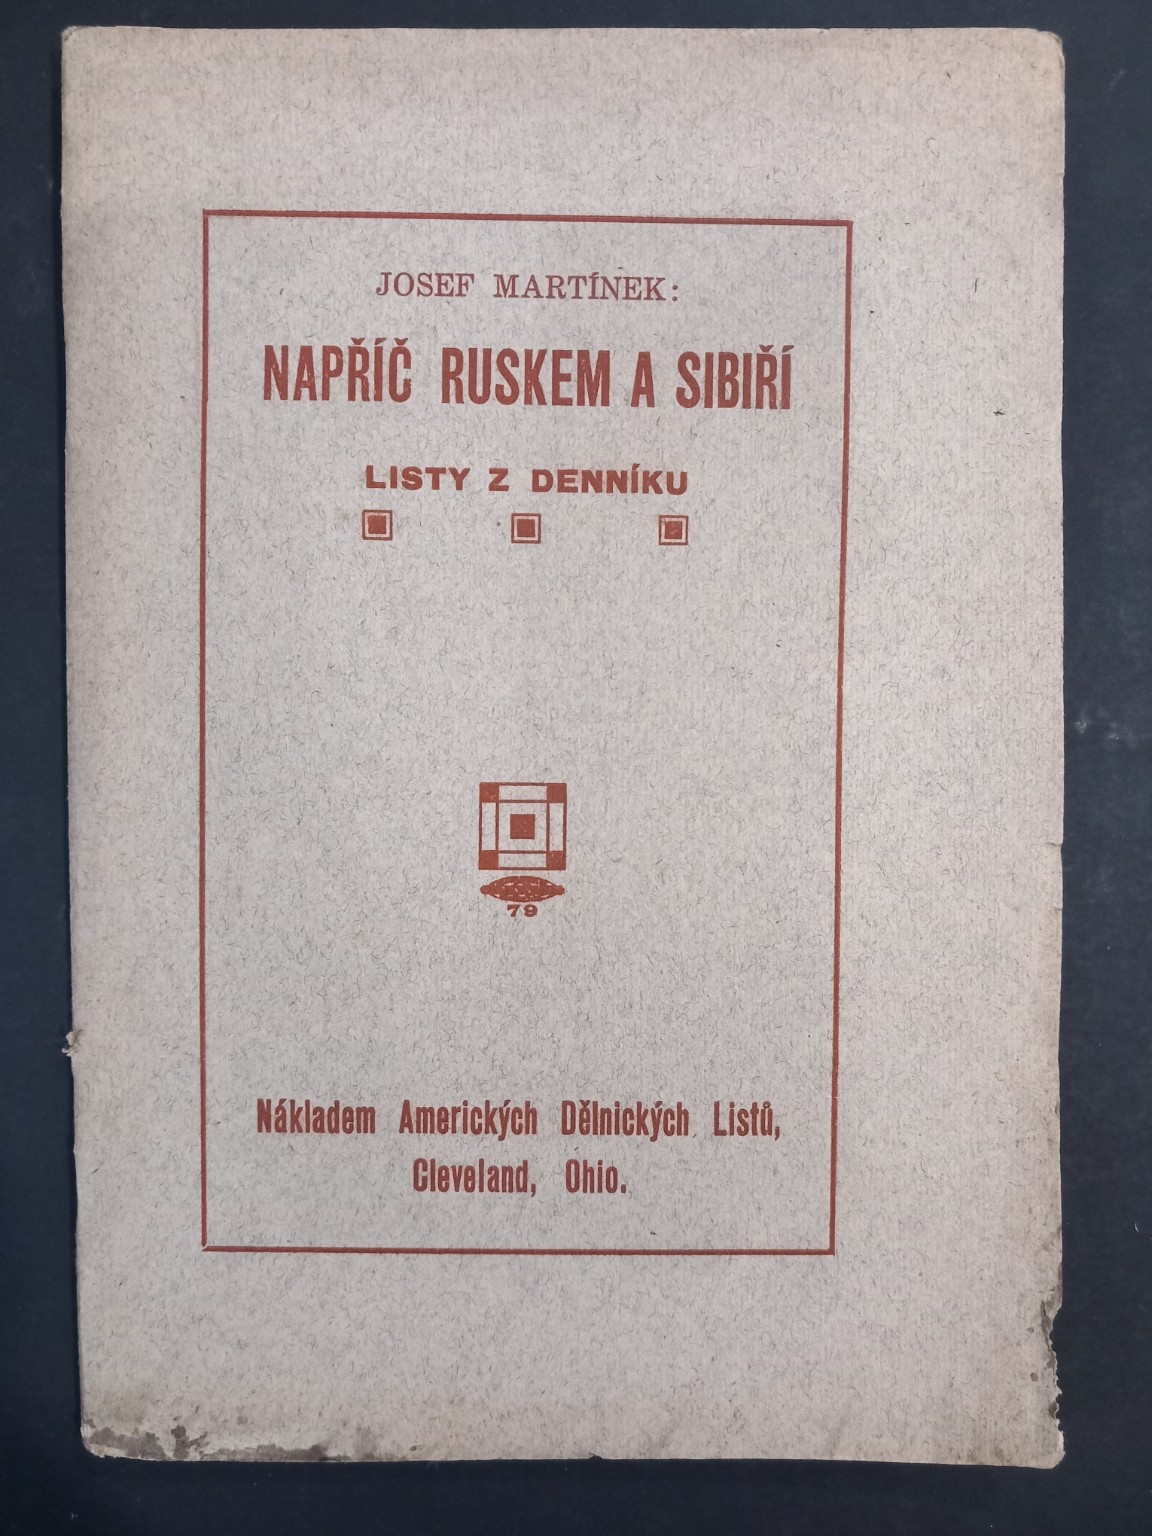 JOSEF MARTÍNEK:
NAPŘÍČ RUSKEM A SIBIŘÍ
LISTY Z DENNÍKU
79
Nákladem Amerických Dělnických Listů,
Cleveland, Ohio.